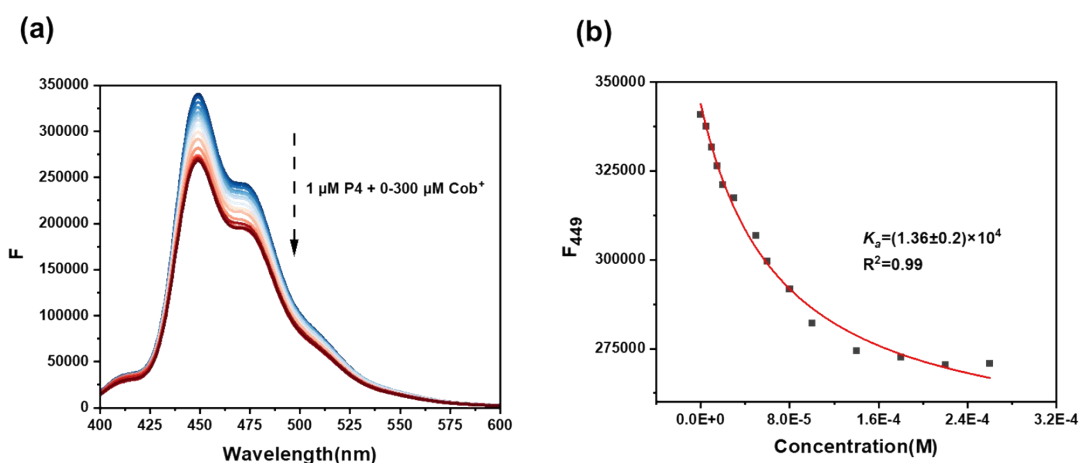 (a)
(b)
F
350000
300000
250000
200000
150000
100000
50000
0
400
425
450
475
500
525
550
575
600
Wavelength(nm)
1 μM P4 + 0-300 μM Cob⁺
F₄₄₉
350000
325000
300000
275000
0.0E+0
8.0E-5
1.6E-4
2.4E-4
3.2E-4
Concentration(M)
Kₐ=(1.36±0.2)×10⁴
R²=0.99